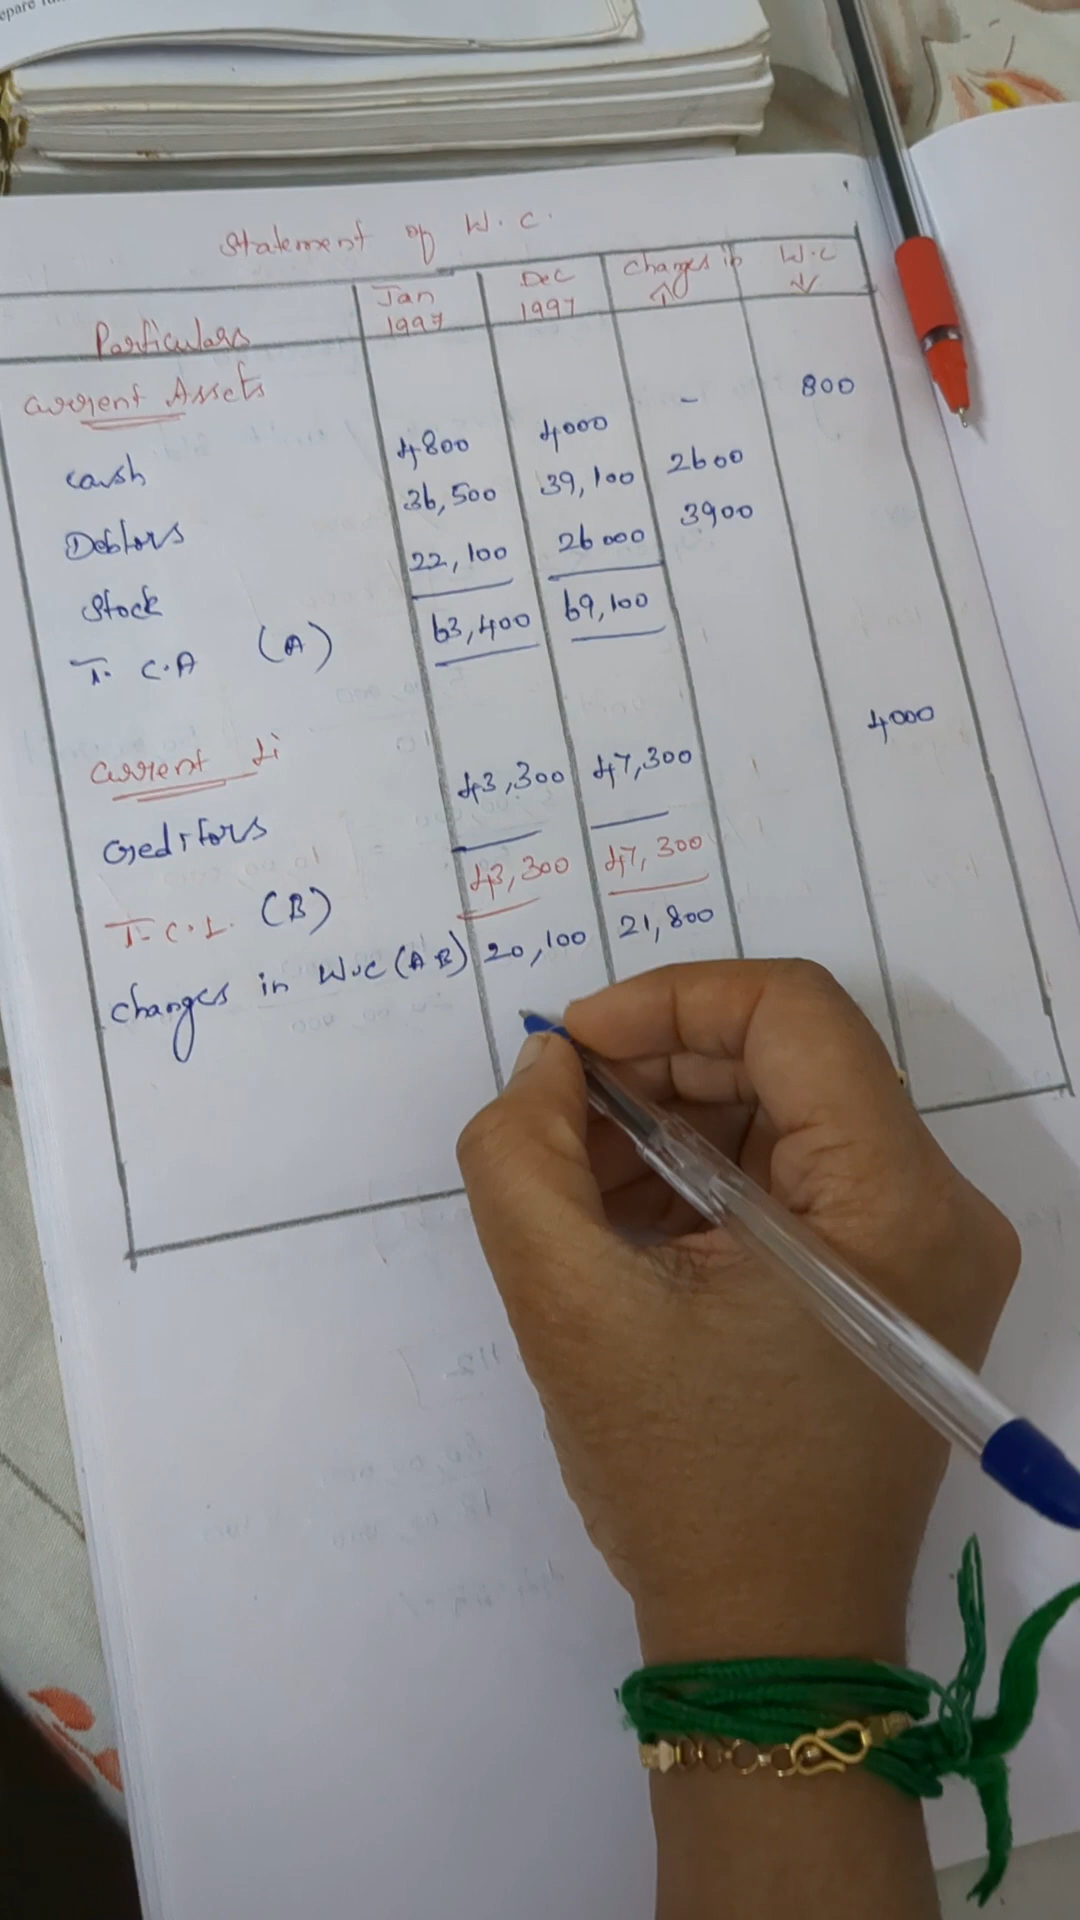 epare
Statement of W.C.
Particulars Jan 1997 Dec 1997 Changes in W.C ↑ ↓
Current Assets
Cash 4800 4000 - 800
Debtors 36,500 39,100 2600
Stock 22,100 26000 3900
T. C.A (A) 63,400 69,100
Current Li
Creditors 43,300 47,300 4000
T.C.L. (B) 43,300 47,300
Changes in W.C (A B) 20,100 21,800